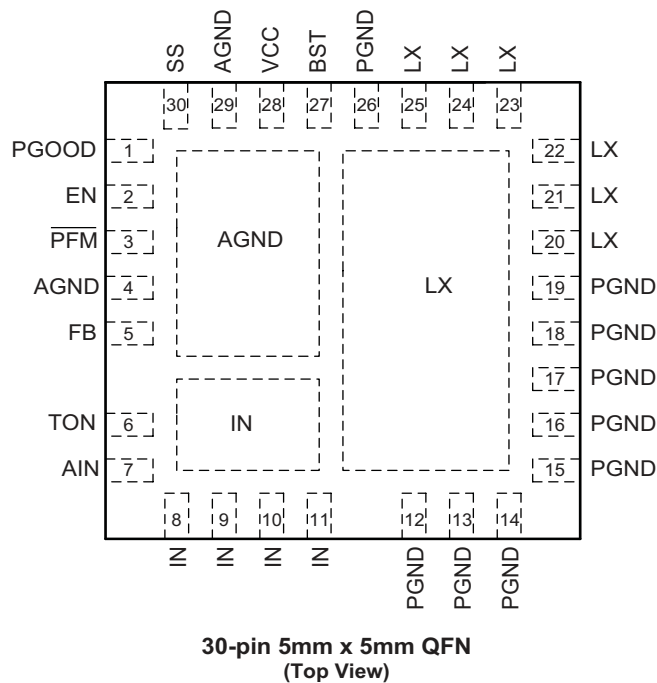 SS AGND VCC BST PGND LX LX LX
30 29 28 27 26 25 24 23
PGOOD 1
EN 2
P̅F̅M̅ 3
AGND 4
FB 5
TON 6
AIN 7
AGND
IN
LX
22 LX
21 LX
20 LX
19 PGND
18 PGND
17 PGND
16 PGND
15 PGND
8 9 10 11 12 13 14
IN IN IN IN PGND PGND PGND
30-pin 5mm x 5mm QFN
(Top View)